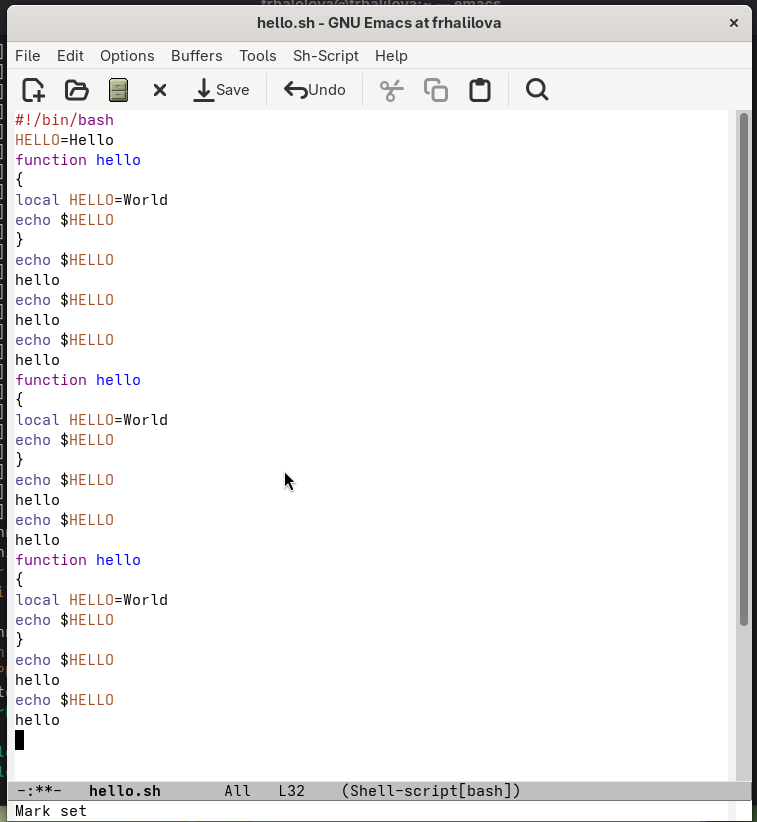 hello.sh - GNU Emacs at frhalilova
File Edit Options Buffers Tools Sh-Script Help
Save Undo
#!/bin/bash
HELLO=Hello
function hello
{
local HELLO=World
echo $HELLO
}
echo $HELLO
hello
echo $HELLO
hello
echo $HELLO
hello
function hello
{
local HELLO=World
echo $HELLO
}
echo $HELLO
hello
echo $HELLO
hello
function hello
{
local HELLO=World
echo $HELLO
}
echo $HELLO
hello
echo $HELLO
hello
-:**- hello.sh All L32 (Shell-script[bash])
Mark set